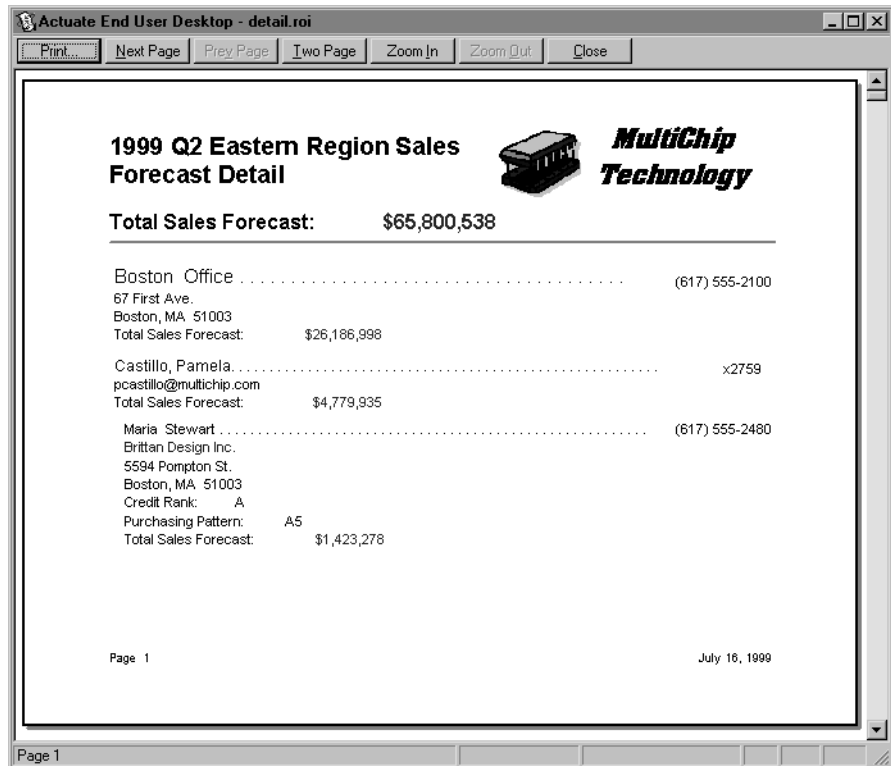 Actuate End User Desktop - detail.roi
Print... Next Page Prev Page Two Page Zoom In Zoom Out Close
1999 Q2 Eastern Region Sales
Forecast Detail
MultiChip
Technology
Total Sales Forecast: $65,800,538
Boston Office . . . . . . . . . . . . . . . . . . . . . . . . . . . . . . . . . . . . . . . (617) 555-2100
67 First Ave.
Boston, MA 51003
Total Sales Forecast: $26,186,998
Castillo, Pamela. . . . . . . . . . . . . . . . . . . . . . . . . . . . . . . . . . . . . . . x2759
pcastillo@multichip.com
Total Sales Forecast: $4,779,935
Maria Stewart . . . . . . . . . . . . . . . . . . . . . . . . . . . . . . . . . . . . . . . (617) 555-2480
Brittan Design Inc.
5594 Pompton St.
Boston, MA 51003
Credit Rank: A
Purchasing Pattern: A5
Total Sales Forecast: $1,423,278
Page 1 July 16, 1999
Page 1